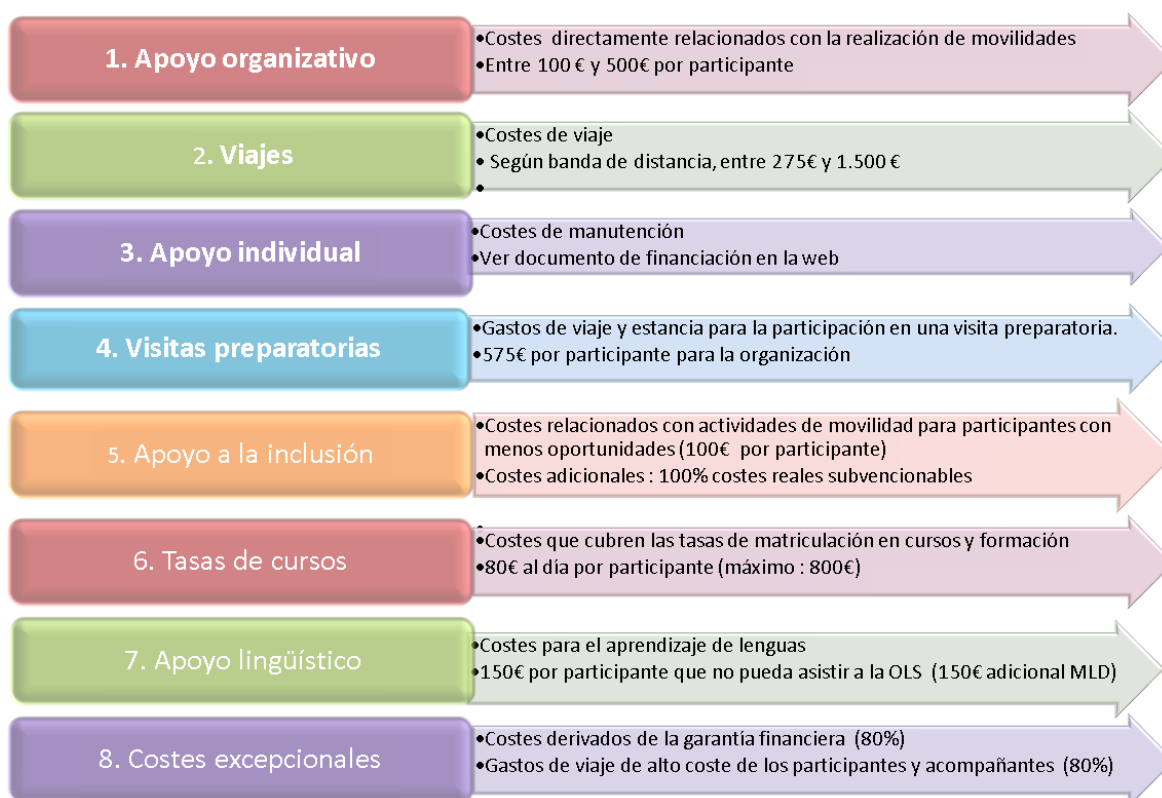 1. Apoyo organizativo
•Costes directamente relacionados con la realización de movilidades
•Entre 100 € y 500€ por participante
2. Viajes
•Costes de viaje
• Según banda de distancia, entre 275€ y 1.500 €
•
3. Apoyo individual
•Costes de manutención
•Ver documento de financiación en la web
4. Visitas preparatorias
•Gastos de viaje y estancia para la participación en una visita preparatoria.
•575€ por participante para la organización
5. Apoyo a la inclusión
•Costes relacionados con actividades de movilidad para participantes con
menos oportunidades (100€ por participante)
•Costes adicionales : 100% costes reales subvencionables
6. Tasas de cursos
•
•Costes que cubren las tasas de matriculación en cursos y formación
•80€ al día por participante (máximo : 800€)
7. Apoyo lingüístico
•Costes para el aprendizaje de lenguas
•150€ por participante que no pueda asistir a la OLS (150€ adicional MLD)
8. Costes excepcionales
•Costes derivados de la garantía financiera (80%)
•Gastos de viaje de alto coste de los participantes y acompañantes (80%)